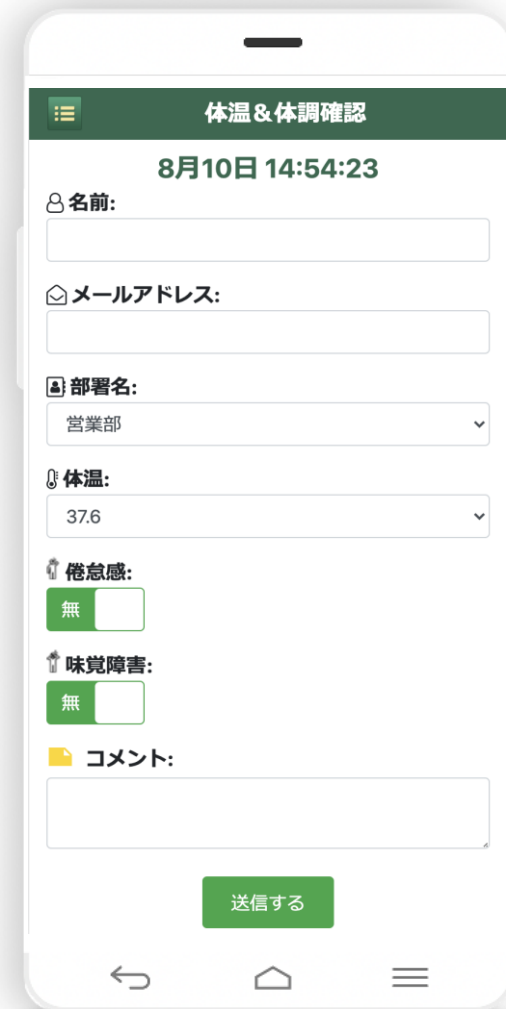 体温＆体調確認
8月10日 14:54:23
名前:
メールアドレス:
部署名:
営業部
体温:
37.6
倦怠感:
無
味覚障害:
無
コメント:
送信する